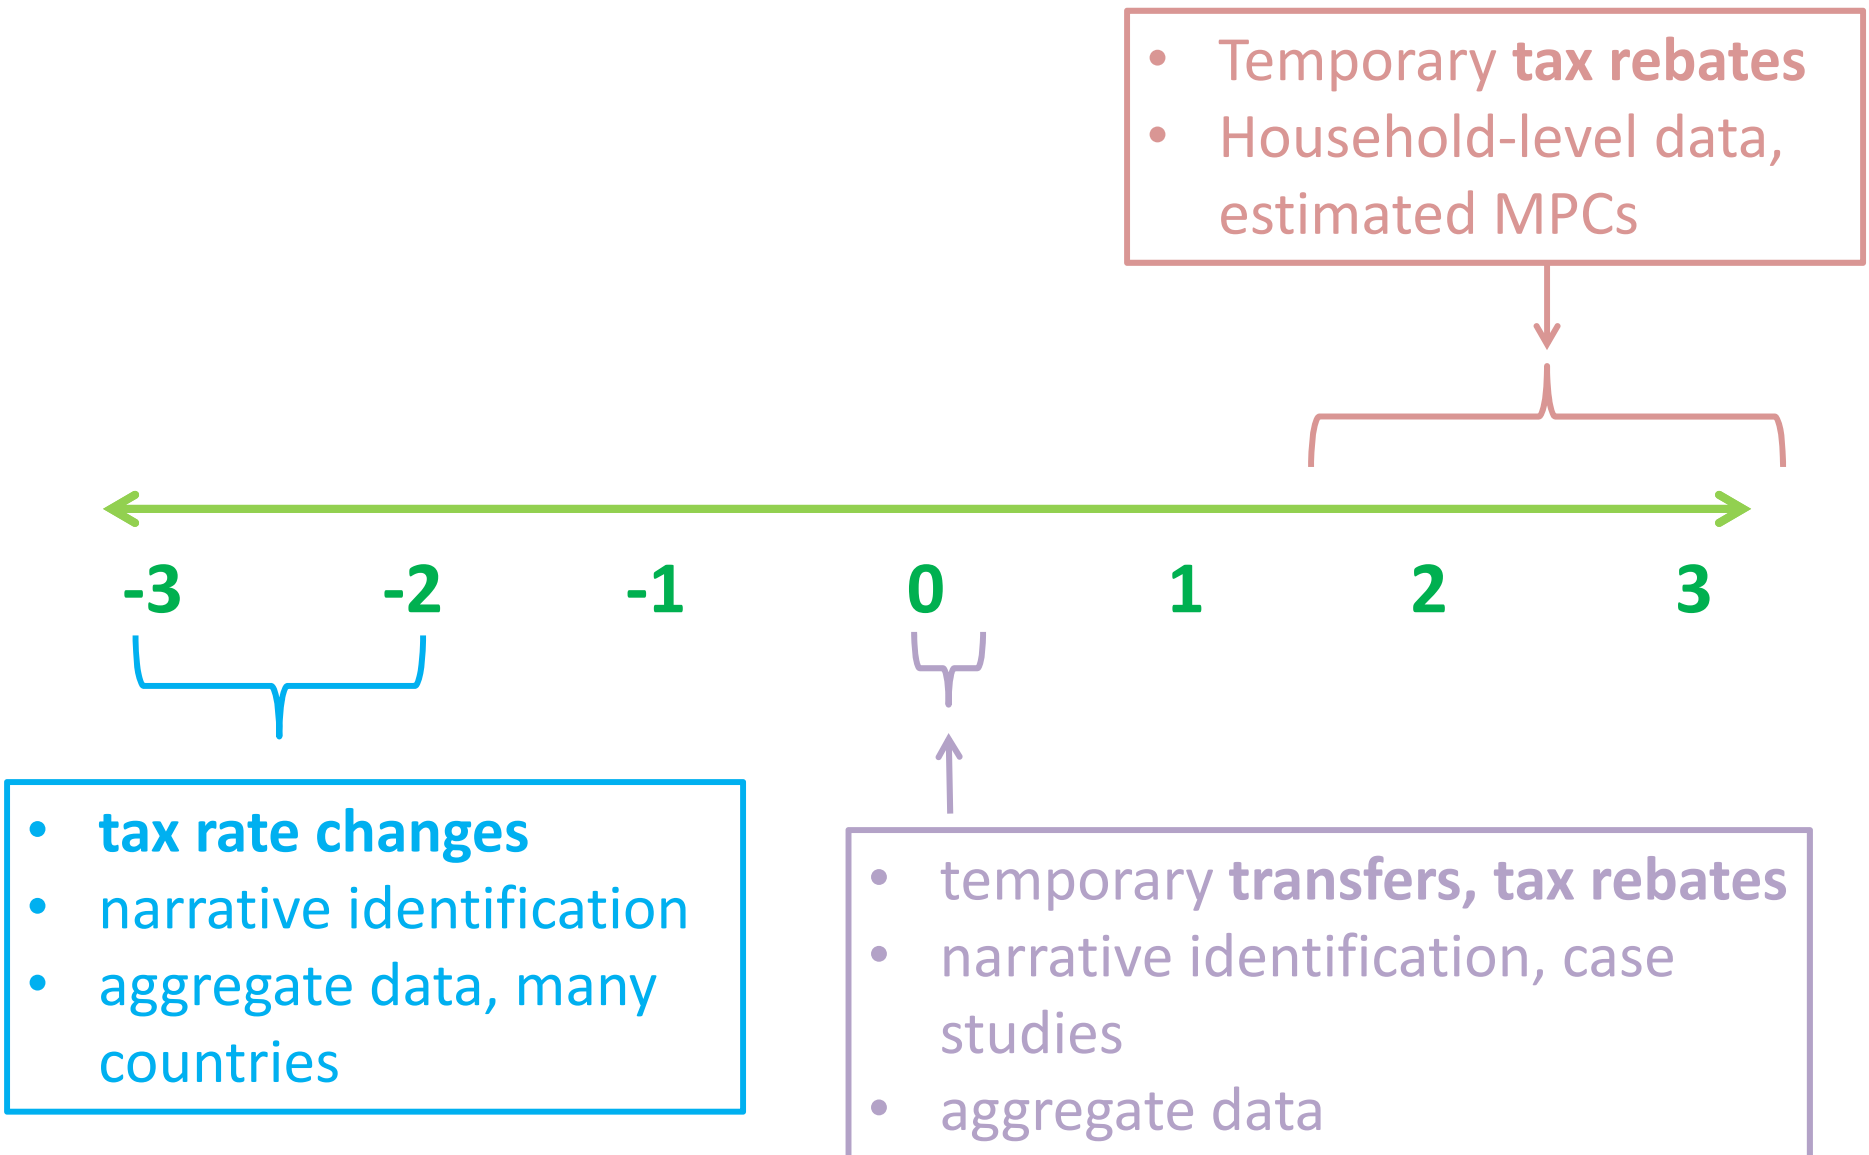 • Temporary tax rebates
• Household-level data,
estimated MPCs
-3 -2 -1 0 1 2 3
• tax rate changes
• narrative identification
• aggregate data, many
countries
• temporary transfers, tax rebates
• narrative identification, case
studies
• aggregate data